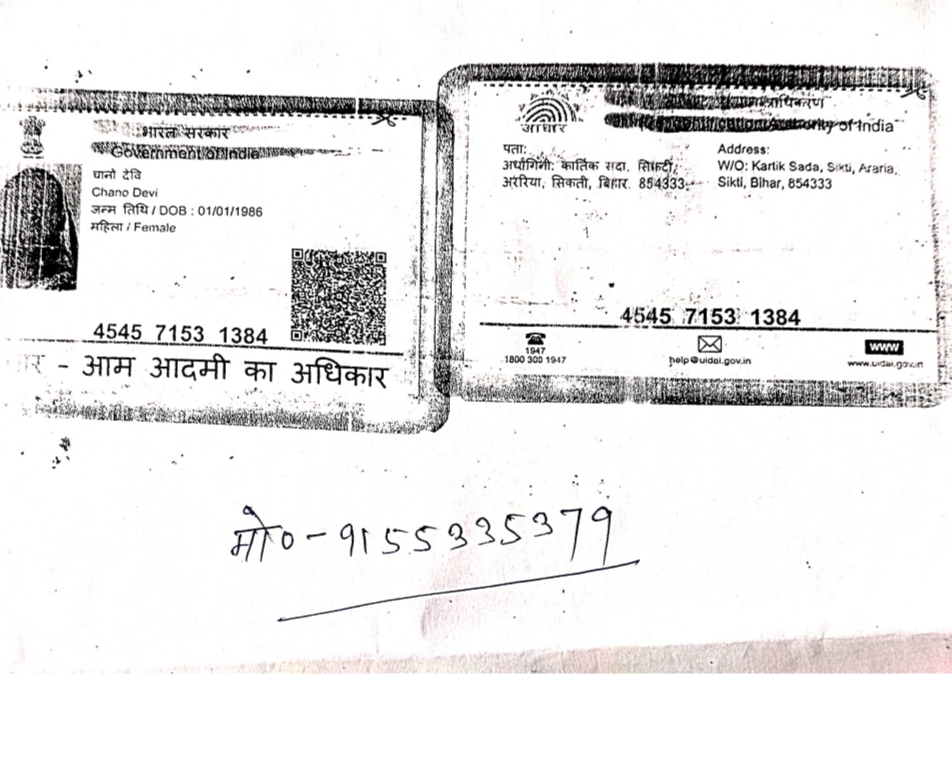 भारत सरकार
Government of India
चानो देवि
Chano Devi
जन्म तिथि / DOB : 01/01/1986
महिला / Female
4545 7153 1384
- आम आदमी का अधिकार
आधार
प्राधिकरण
Authority of India
पता:
अर्धांगिनी: कार्तिक सदा, सिकटी,
अररिया, सिकती, बिहार, 854333
Address:
W/O: Kartik Sada, Sikti, Araria,
Sikti, Bihar, 854333
4545 7153 1384
1947
1800 300 1947
help@uidai.gov.in
www
www.uidai.gov.in
मो० - 9155335379